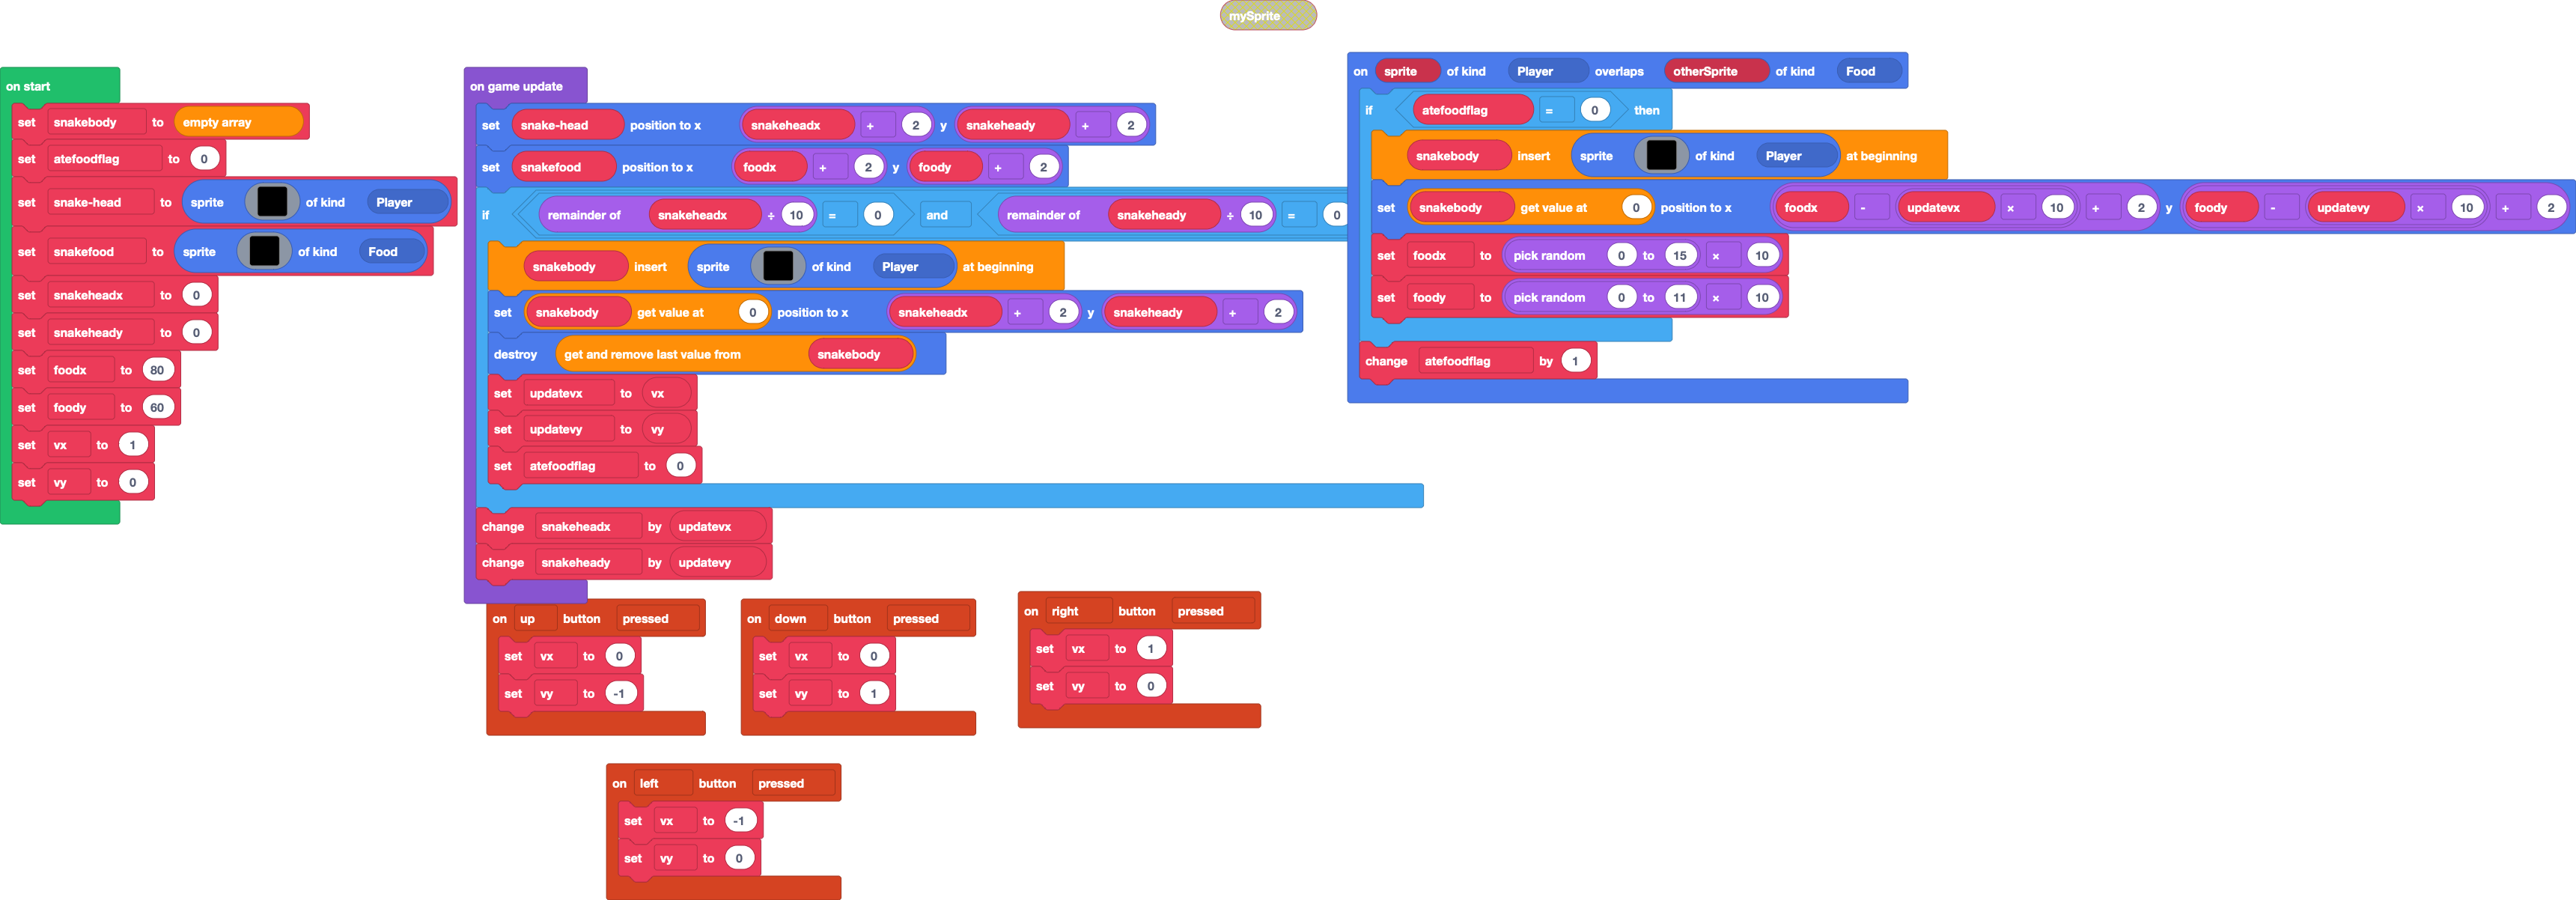 mySprite
on start
set snakebody to empty array
set atefoodflag to 0
set snake-head to sprite of kind Player
set snakefood to sprite of kind Food
set snakeheadx to 0
set snakeheady to 0
set foodx to 80
set foody to 60
set vx to 1
set vy to 0
on game update
set snake-head position to x snakeheadx + 2 y snakeheady + 2
set snakefood position to x foodx + 2 y foody + 2
if remainder of snakeheadx ÷ 10 = 0 and remainder of snakeheady ÷ 10 = 0
snakebody insert sprite of kind Player at beginning
set snakebody get value at 0 position to x snakeheadx + 2 y snakeheady + 2
destroy get and remove last value from snakebody
set updatevx to vx
set updatevy to vy
set atefoodflag to 0
change snakeheadx by updatevx
change snakeheady by updatevy
on sprite of kind Player overlaps otherSprite of kind Food
if atefoodflag = 0 then
snakebody insert sprite of kind Player at beginning
set snakebody get value at 0 position to x foodx - updatevx × 10 + 2 y foody - updatevy × 10 + 2
set foodx to pick random 0 to 15 × 10
set foody to pick random 0 to 11 × 10
change atefoodflag by 1
on up button pressed
set vx to 0
set vy to -1
on down button pressed
set vx to 0
set vy to 1
on right button pressed
set vx to 1
set vy to 0
on left button pressed
set vx to -1
set vy to 0